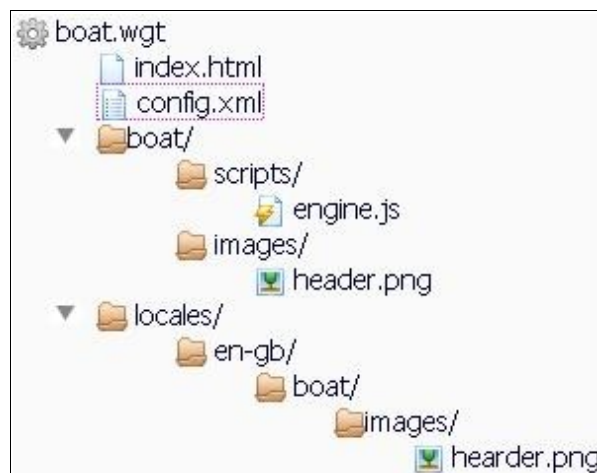 boat.wgt
index.html
config.xml
boat/
scripts/
engine.js
images/
header.png
locales/
en-gb/
boat/
images/
hearder.png